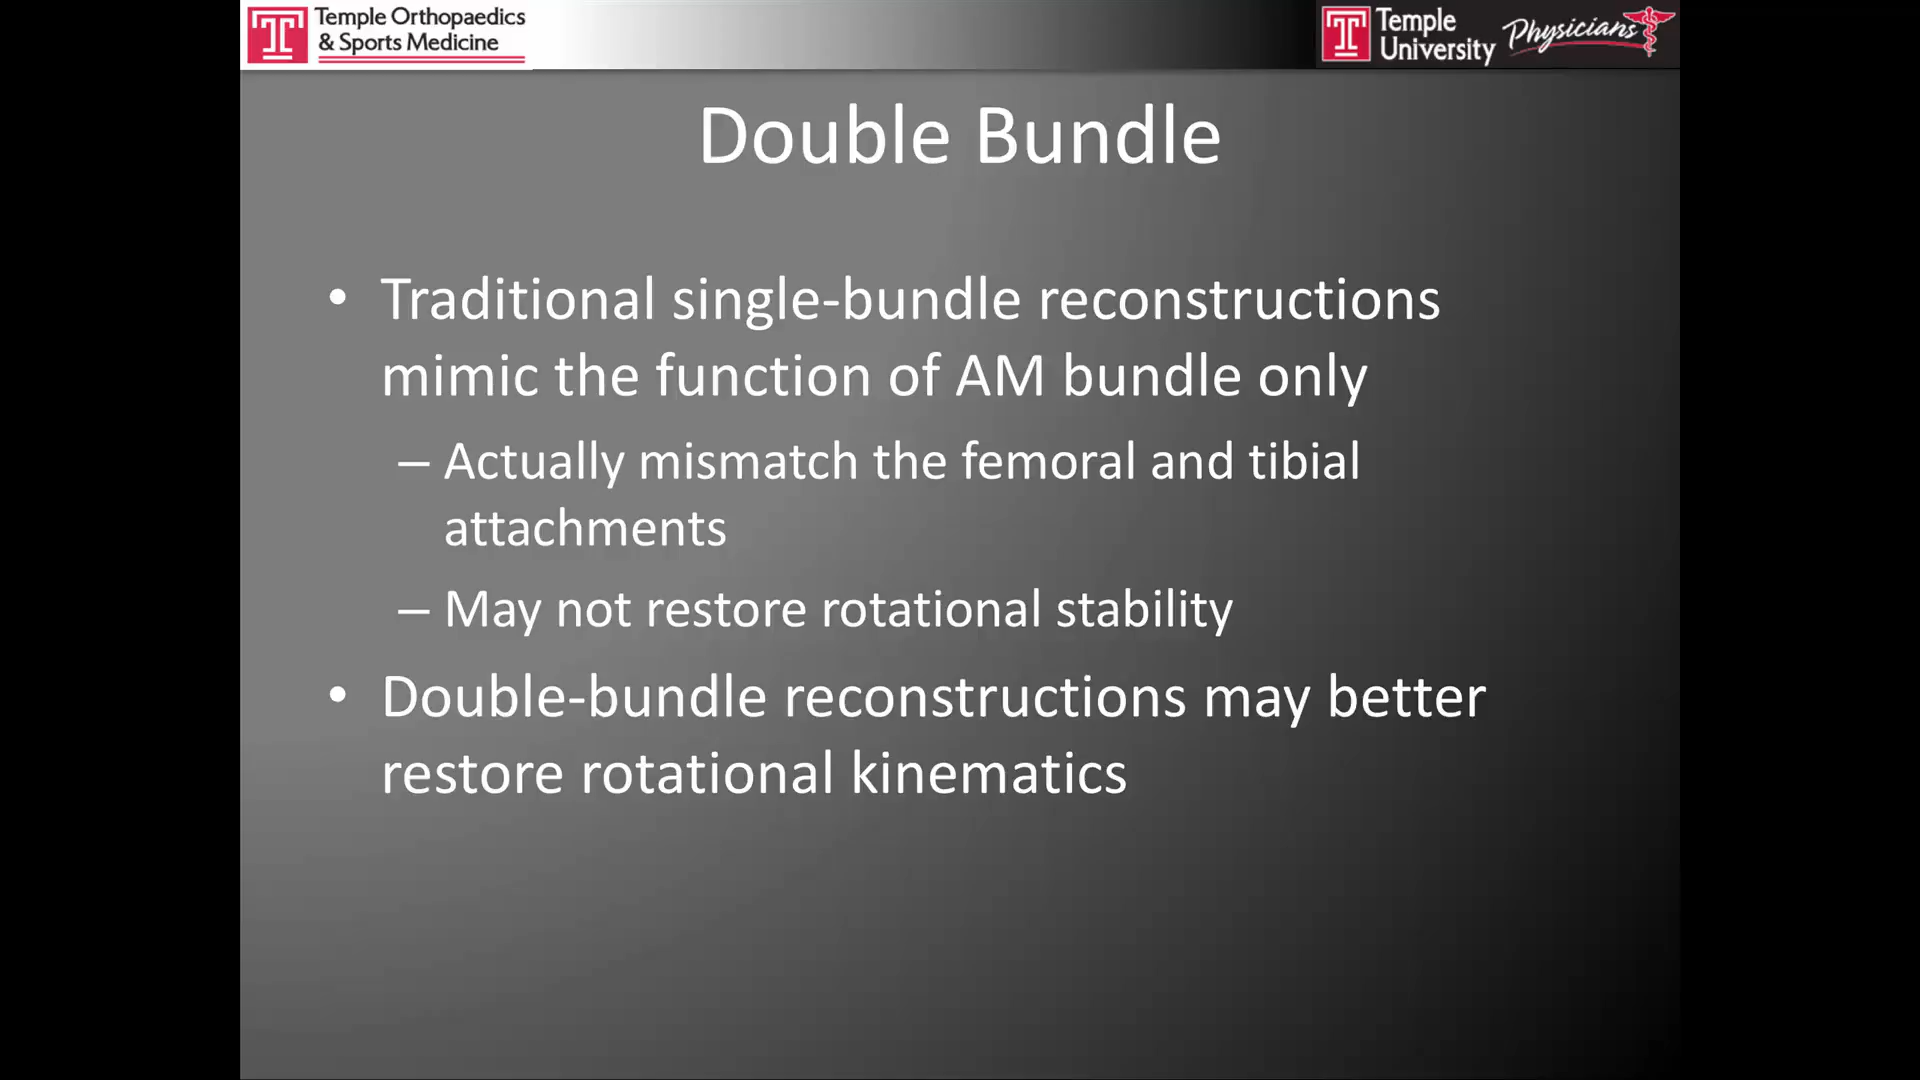 Temple Orthopaedics
& Sports Medicine
Temple
University
Physicians
Double Bundle
• Traditional single-bundle reconstructions
mimic the function of AM bundle only
– Actually mismatch the femoral and tibial
attachments
– May not restore rotational stability
• Double-bundle reconstructions may better
restore rotational kinematics